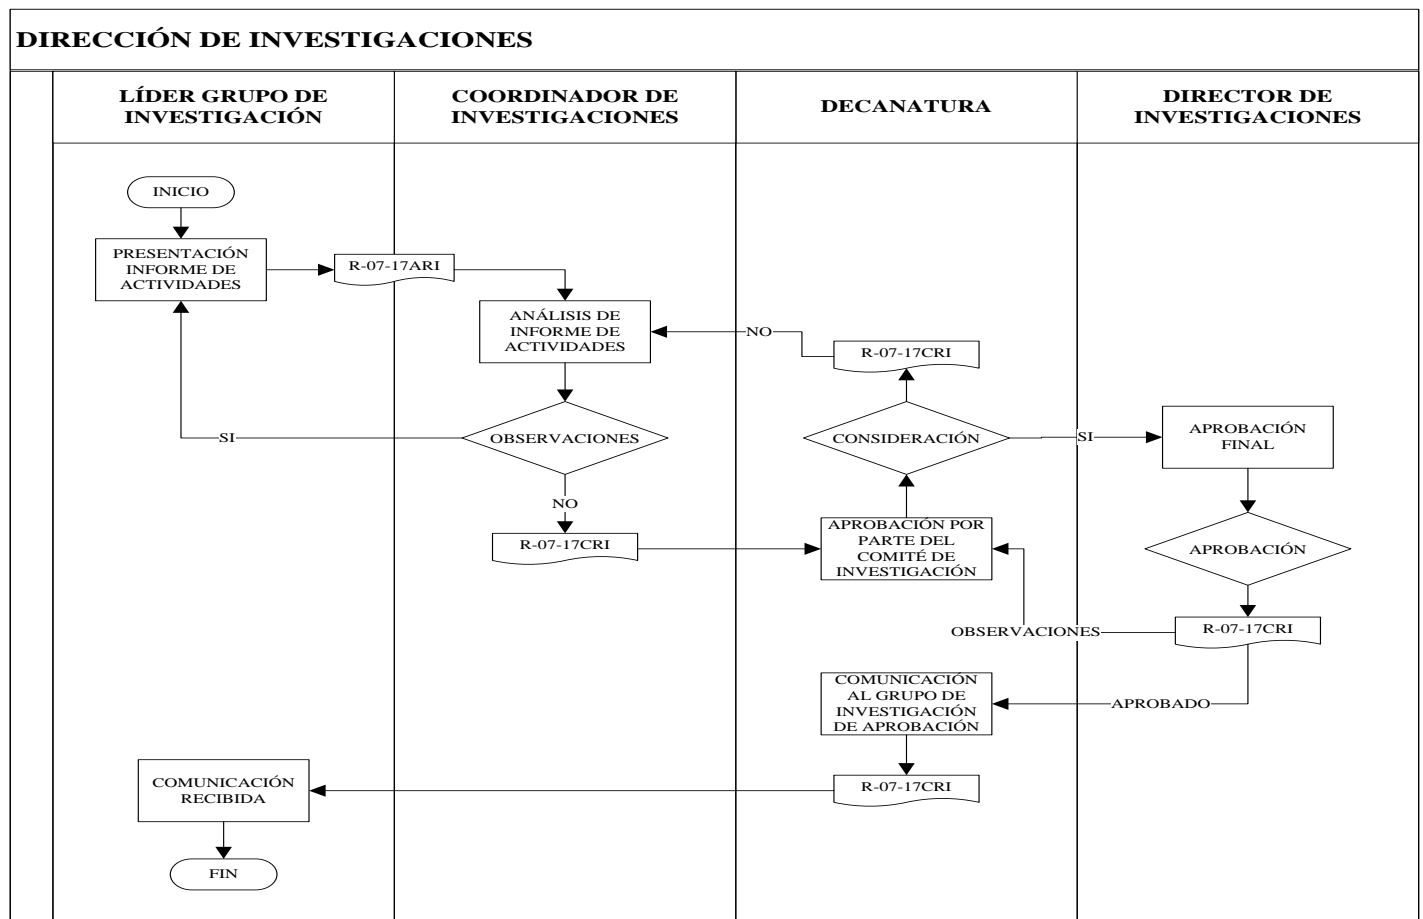 DIRECCIÓN DE INVESTIGACIONES
LÍDER GRUPO DE
INVESTIGACIÓN
COORDINADOR DE
INVESTIGACIONES
DECANATURA
DIRECTOR DE
INVESTIGACIONES
INICIO
PRESENTACIÓN
INFORME DE
ACTIVIDADES
R-07-17ARI
ANÁLISIS DE
INFORME DE
ACTIVIDADES
NO
R-07-17CRI
SI
OBSERVACIONES
CONSIDERACIÓN
SI
APROBACIÓN
FINAL
NO
R-07-17CRI
APROBACIÓN POR
PARTE DEL
COMITÉ DE
INVESTIGACIÓN
APROBACIÓN
OBSERVACIONES
R-07-17CRI
COMUNICACIÓN
AL GRUPO DE
INVESTIGACIÓN
DE APROBACIÓN
APROBADO
COMUNICACIÓN
RECIBIDA
R-07-17CRI
FIN